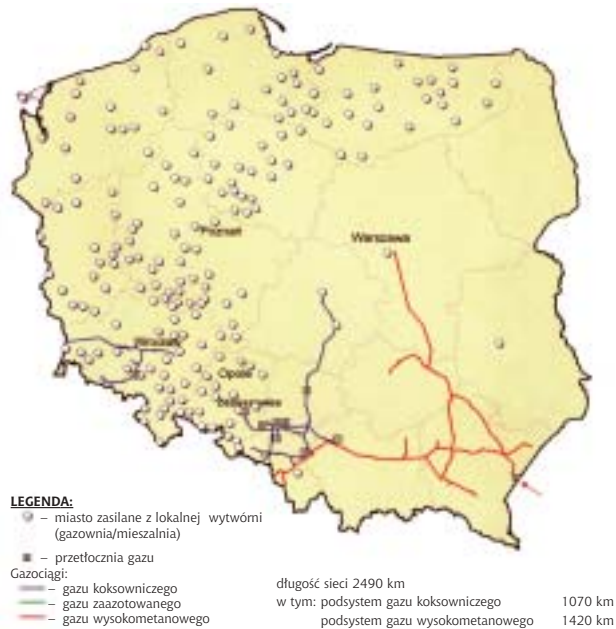 Poznań
Warszawa
Wrocław
Opole
LEGENDA:
– miasto zasilane z lokalnej wytwórni
(gazownia/mieszalnia)
– przetłocznia gazu
Gazociągi:
– gazu koksowniczego
– gazu zaazotowanego
– gazu wysokometanowego
długość sieci 2490 km
w tym: podsystem gazu koksowniczego 1070 km
podsystem gazu wysokometanowego 1420 km